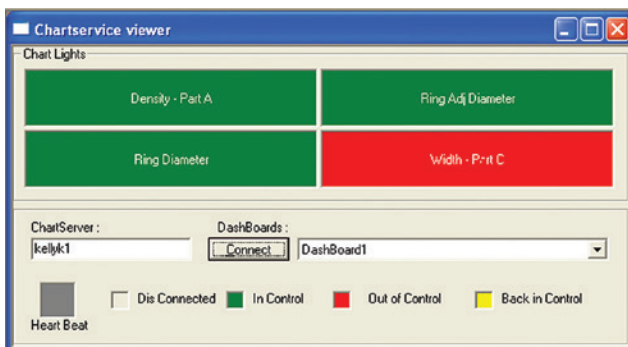 Chartservice viewer
Chart Lights
Density - Part A
Ring Adj Diameter
Ring Diameter
Width - Part C
ChartServer :
DashBoards :
kellyk1
Connect
DashBoard1
Dis Connected
In Control
Out of Control
Back in Control
Heart Beat